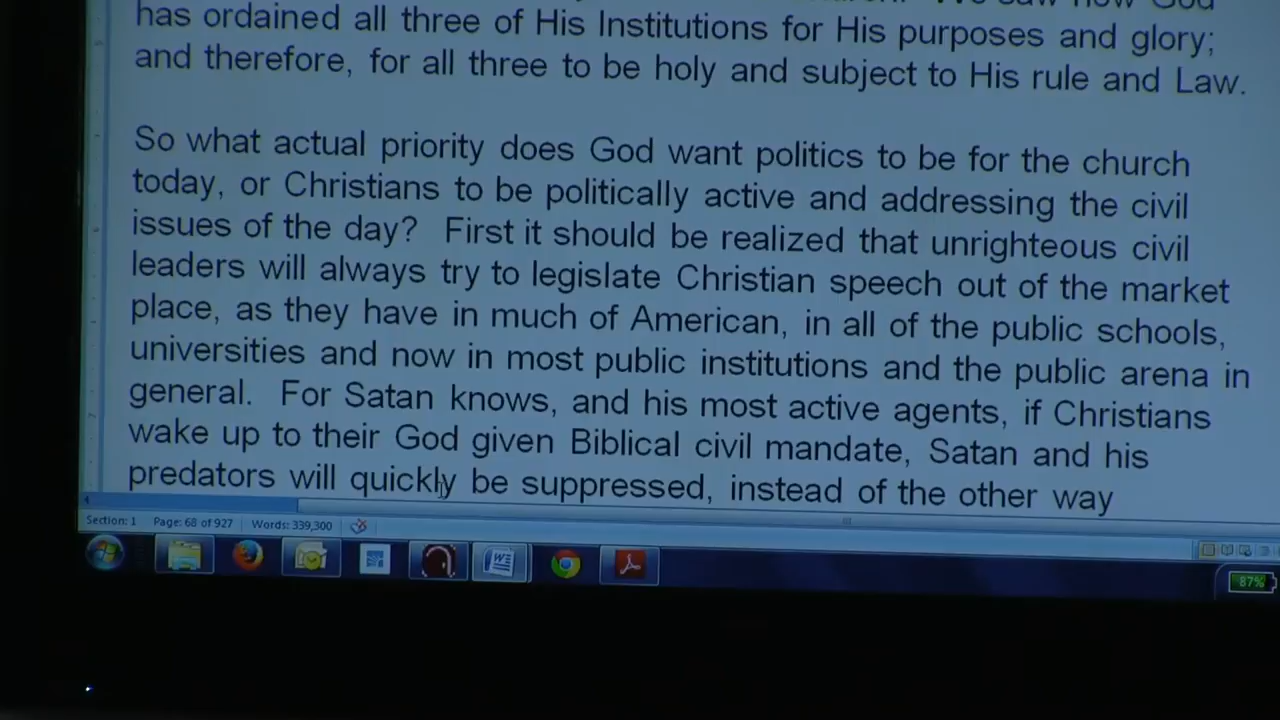 saw how God
has ordained all three of His Institutions for His purposes and glory;
and therefore, for all three to be holy and subject to His rule and Law.
So what actual priority does God want politics to be for the church
today, or Christians to be politically active and addressing the civil
issues of the day?  First it should be realized that unrighteous civil
leaders will always try to legislate Christian speech out of the market
place, as they have in much of American, in all of the public schools,
universities and now in most public institutions and the public arena in
general.  For Satan knows, and his most active agents, if Christians
wake up to their God given Biblical civil mandate, Satan and his
predators will quickly be suppressed, instead of the other way
Section: 1 Page: 68 of 927 Words: 339,300
87%